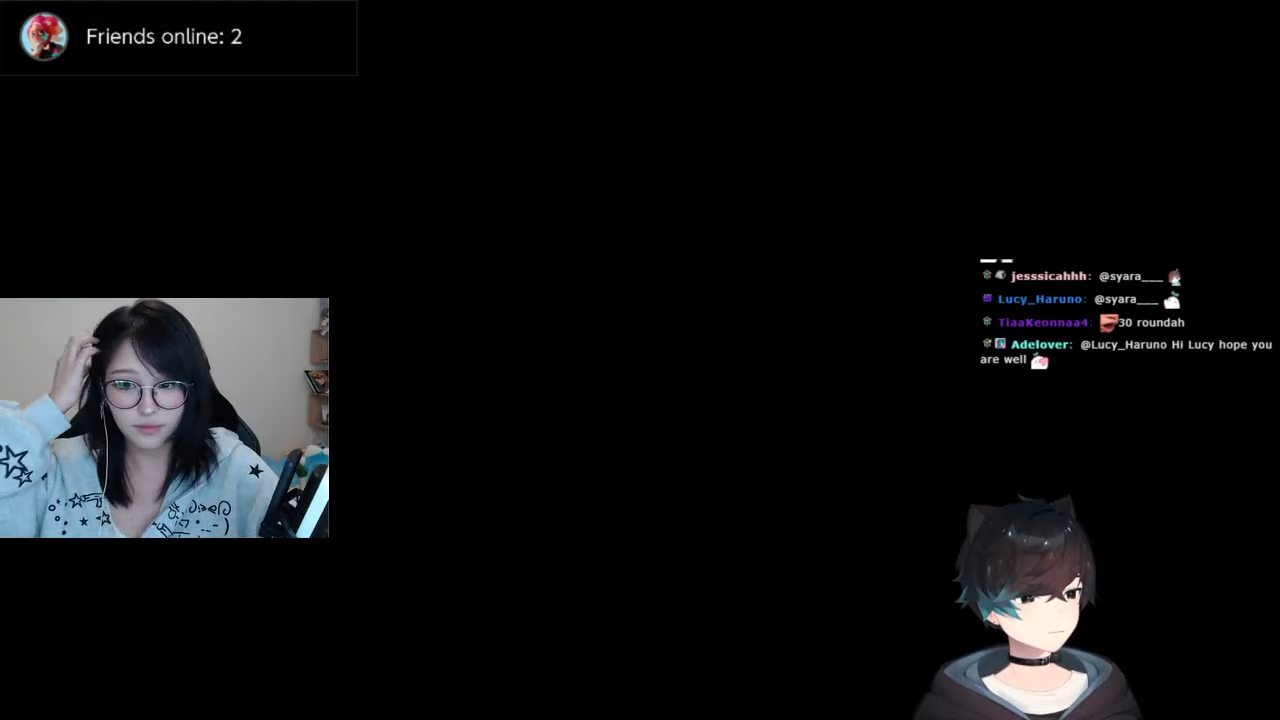 Friends online: 2
jesssicahhh: @syara___
Lucy_Haruno: @syara___
TiaaKeonnaa4: 30 roundah
Adelover: @Lucy_Haruno Hi Lucy hope you
are well